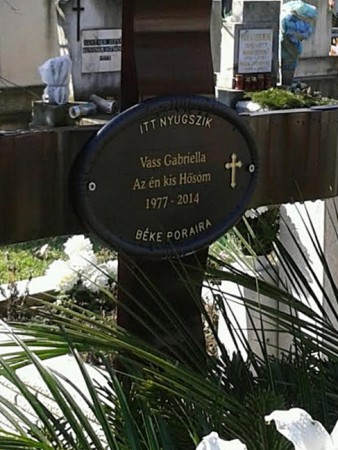 ITT NYUGSZIK
Vass Gabriella
Az én kis Hősöm
1977 - 2014
BÉKE PORAIRA